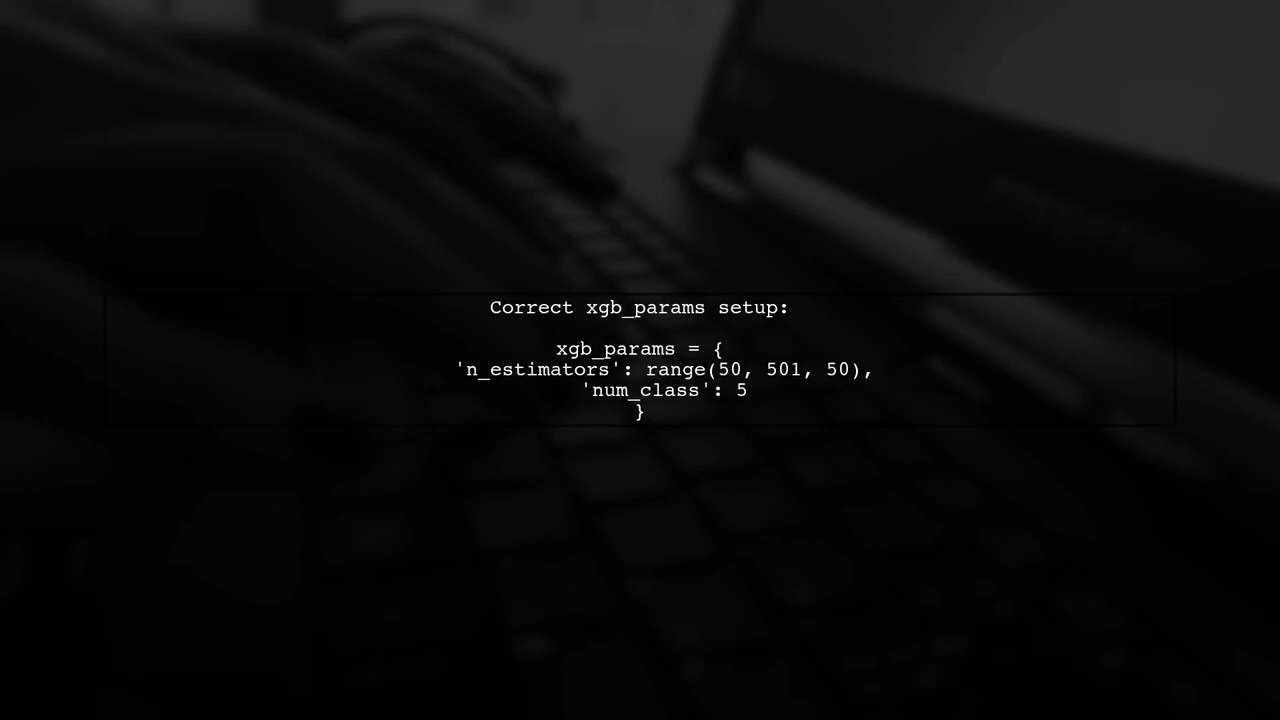 Correct xgb_params setup:
xgb_params = {
'n_estimators': range(50, 501, 50),
'num_class': 5
}